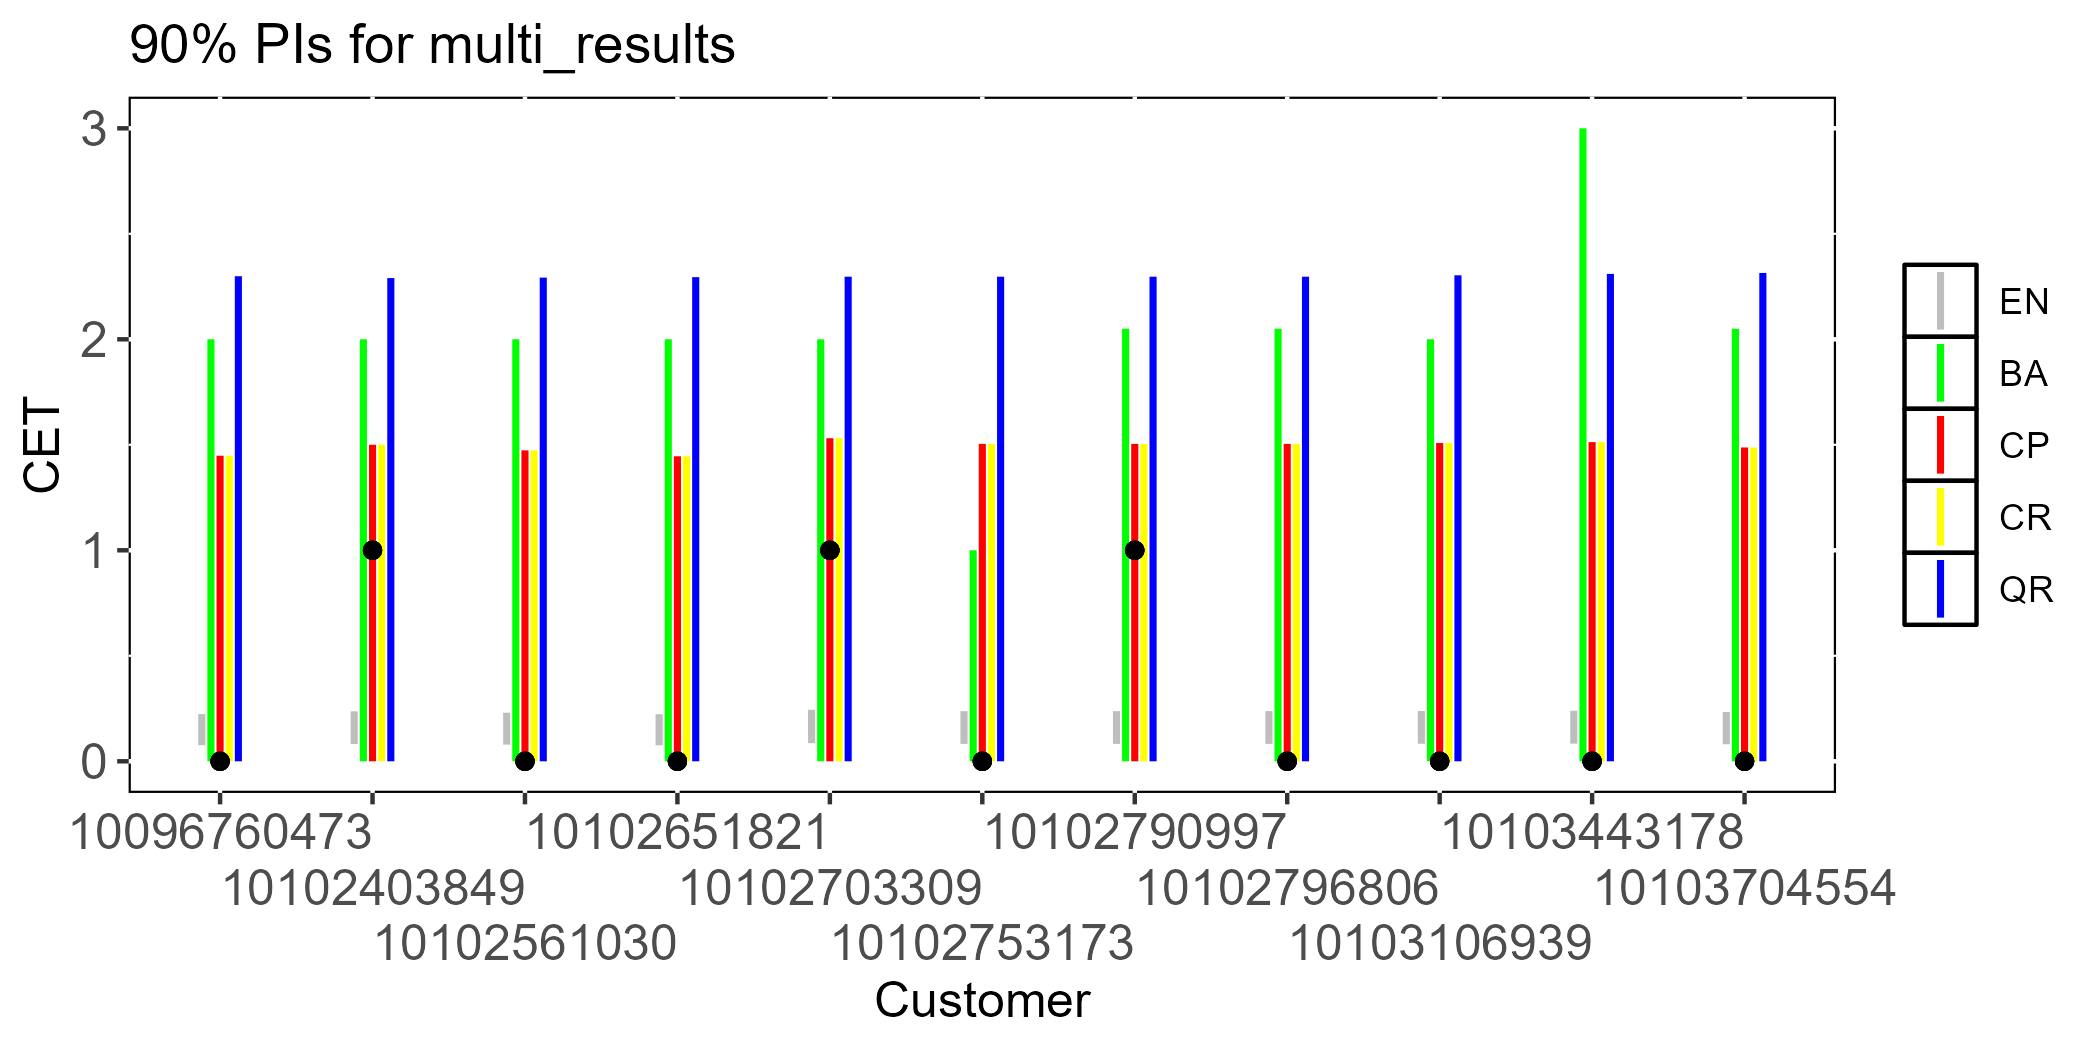 90% PIs for multi_results
3
2
1
0
CET
10096760473
10102403849
10102561030
10102651821
10102703309
10102753173
10102790997
10102796806
10103106939
10103443178
10103704554
Customer
EN
BA
CP
CR
QR